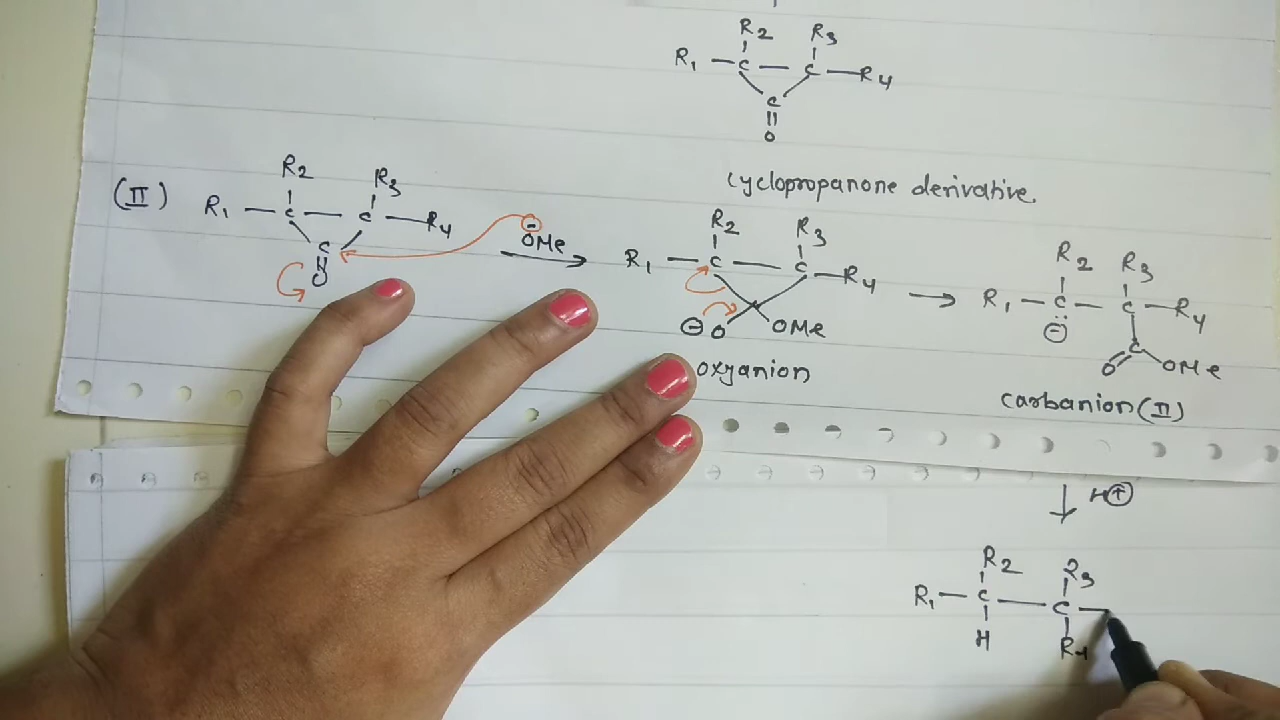 R2 R3
R1 — C — C — R4
C
||
O
Cyclopropanone derivative
(II)
R2 R3
R1 — C — C — R4
C
||
O
⊖
OMe
R2 R3
R1 — C — C — R4
⊖ O OMe
oxyanion
R2 R3
R1 — C — C — R4
⊖
C
O OMe
carbanion (II)
H⊕
R2 R3
R1 — C — C —
H R4